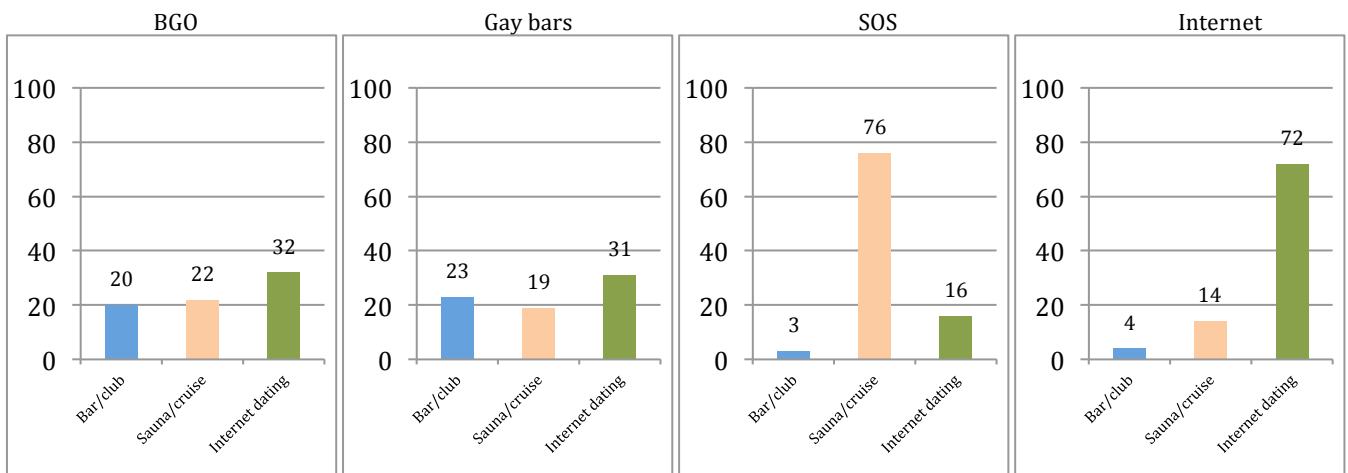 BGO
100
80
60
40
20
0
20
22
32
Bar/club
Sauna/cruise
Internet dating
Gay bars
100
80
60
40
20
0
23
19
31
Bar/club
Sauna/cruise
Internet dating
SOS
100
80
60
40
20
0
3
76
16
Bar/club
Sauna/cruise
Internet dating
Internet
100
80
60
40
20
0
4
14
72
Bar/club
Sauna/cruise
Internet dating